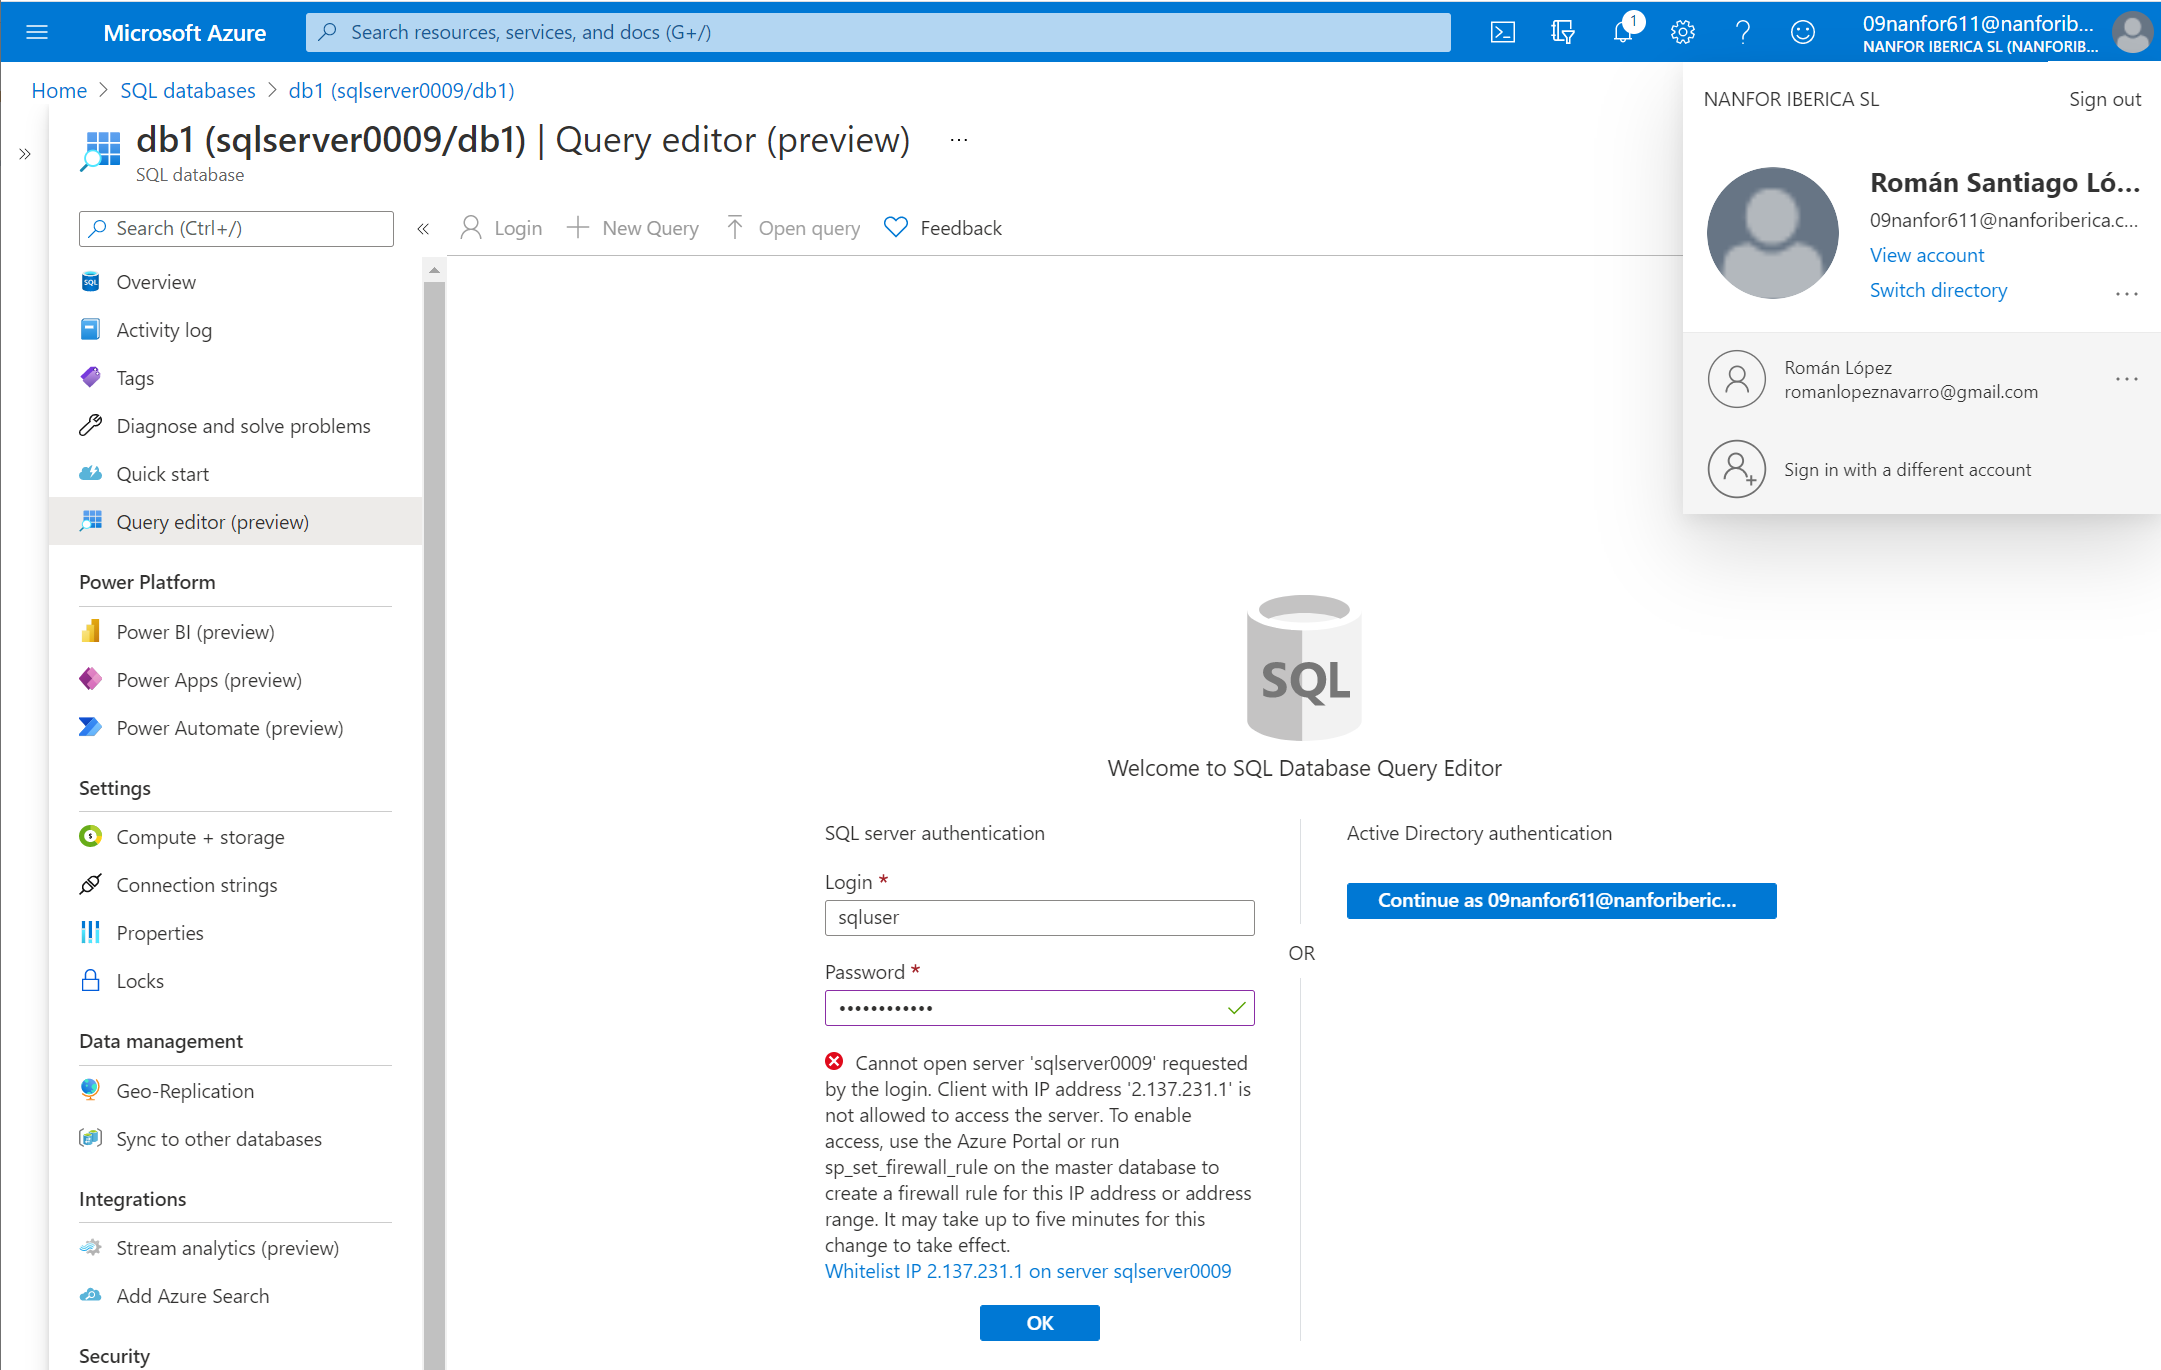 Microsoft Azure
Search resources, services, and docs (G+/)
1
09nanfor611@nanforib...
NANFOR IBERICA SL (NANFORIB...
Home > SQL databases > db1 (sqlserver0009/db1)
db1 (sqlserver0009/db1) | Query editor (preview) ...
SQL database
Search (Ctrl+/)
«
»
Login
New Query
Open query
Feedback
Overview
Activity log
Tags
Diagnose and solve problems
Quick start
Query editor (preview)
Power Platform
Power BI (preview)
Power Apps (preview)
Power Automate (preview)
Settings
Compute + storage
Connection strings
Properties
Locks
Data management
Geo-Replication
Sync to other databases
Integrations
Stream analytics (preview)
Add Azure Search
Security
NANFOR IBERICA SL
Sign out
Román Santiago Ló...
09nanfor611@nanforiberica.c...
View account
Switch directory
...
Román López
romanlopeznavarro@gmail.com
...
Sign in with a different account
SQL
Welcome to SQL Database Query Editor
SQL server authentication
Login *
sqluser
Password *
••••••••••••
Cannot open server 'sqlserver0009' requested
by the login. Client with IP address '2.137.231.1' is
not allowed to access the server. To enable
access, use the Azure Portal or run
sp_set_firewall_rule on the master database to
create a firewall rule for this IP address or address
range. It may take up to five minutes for this
change to take effect.
Whitelist IP 2.137.231.1 on server sqlserver0009
OK
OR
Active Directory authentication
Continue as 09nanfor611@nanforiberic...